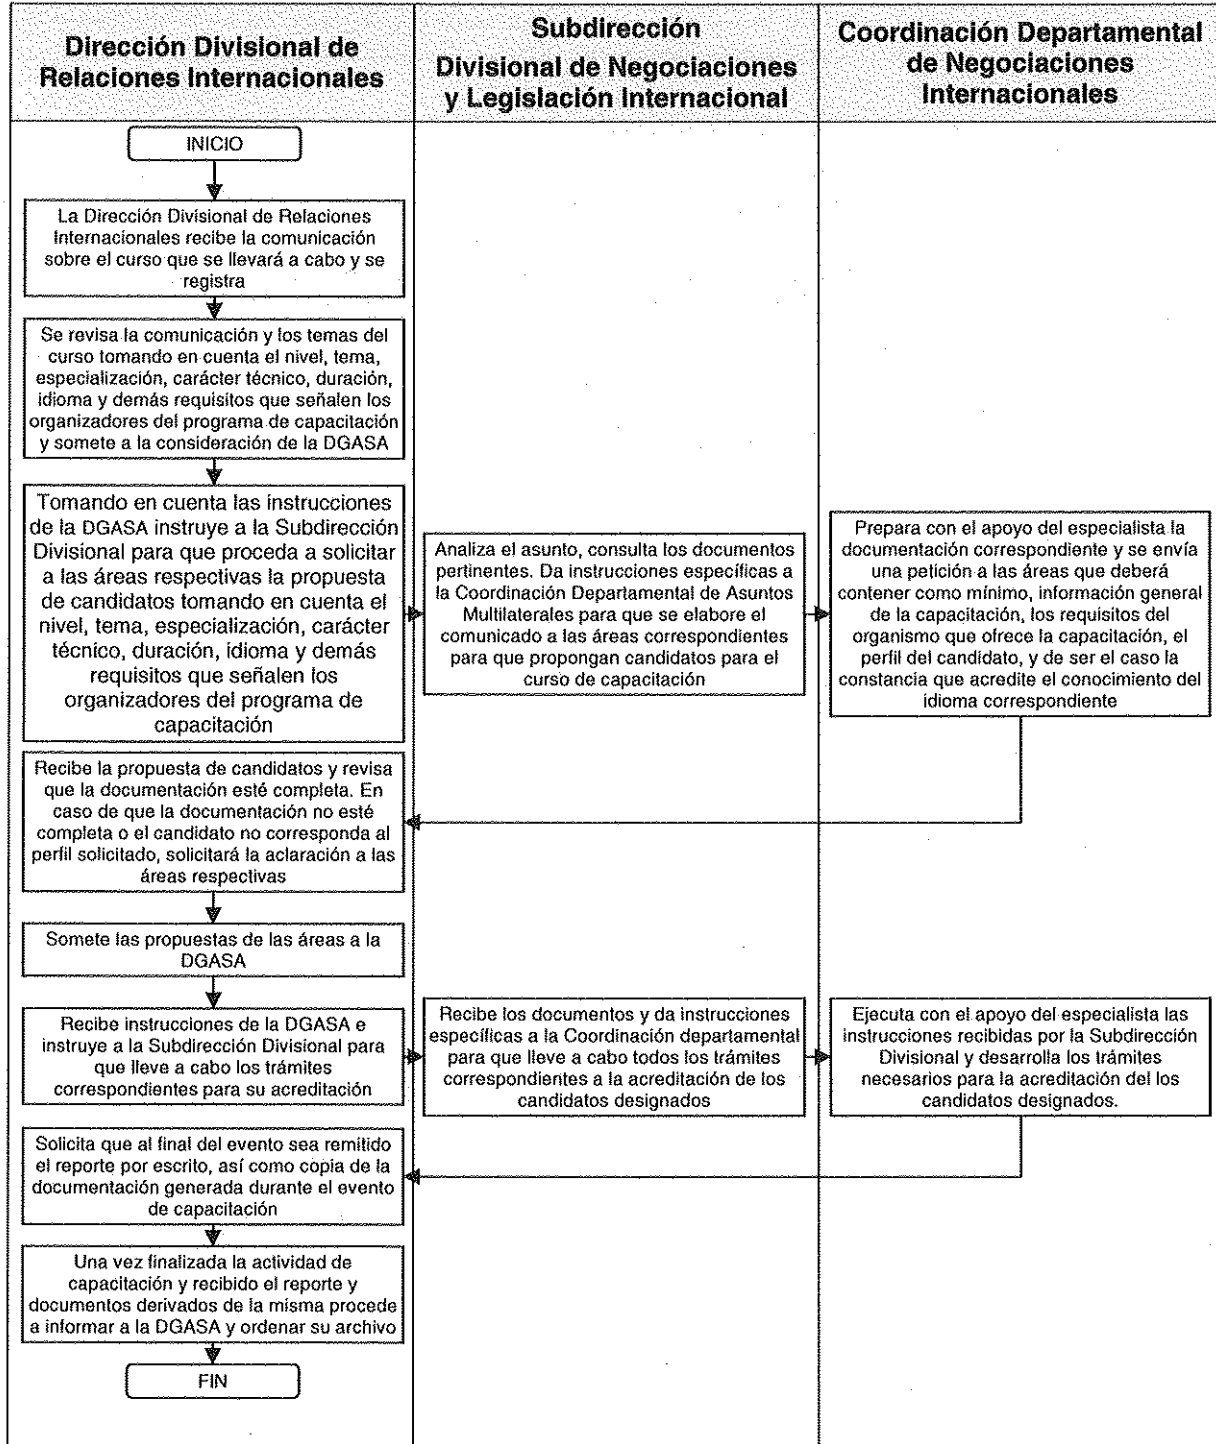 Dirección Divisional de
Relaciones Internacionales
Subdirección
Divisional de Negociaciones
y Legislación Internacional
Coordinación Departamental
de Negociaciones
Internacionales
INICIO
La Dirección Divisional de Relaciones
Internacionales recibe la comunicación
sobre el curso que se llevará a cabo y se
registra
Se revisa la comunicación y los temas del
curso tomando en cuenta el nivel, tema,
especialización, carácter técnico, duración,
idioma y demás requisitos que señalen los
organizadores del programa de capacitación
y somete a la consideración de la DGASA
Tomando en cuenta las instrucciones
de la DGASA instruye a la Subdirección
Divisional para que proceda a solicitar
a las áreas respectivas la propuesta
de candidatos tomando en cuenta el
nivel, tema, especialización, carácter
técnico, duración, idioma y demás
requisitos que señalen los
organizadores del programa de
capacitación
Analiza el asunto, consulta los documentos
pertinentes. Da instrucciones específicas a
la Coordinación Departamental de Asuntos
Multilaterales para que se elabore el
comunicado a las áreas correspondientes
para que propongan candidatos para el
curso de capacitación
Prepara con el apoyo del especialista la
documentación correspondiente y se envía
una petición a las áreas que deberá
contener como mínimo, información general
de la capacitación, los requisitos del
organismo que ofrece la capacitación, el
perfil del candidato, y de ser el caso la
constancia que acredite el conocimiento del
idioma correspondiente
Recibe la propuesta de candidatos y revisa
que la documentación esté completa. En
caso de que la documentación no esté
completa o el candidato no corresponda al
perfil solicitado, solicitará la aclaración a las
áreas respectivas
Somete las propuestas de las áreas a la
DGASA
Recibe instrucciones de la DGASA e
instruye a la Subdirección Divisional para
que lleve a cabo los trámites
correspondientes para su acreditación
Recibe los documentos y da instrucciones
específicas a la Coordinación departamental
para que lleve a cabo todos los trámites
correspondientes a la acreditación de los
candidatos designados
Ejecuta con el apoyo del especialista las
instrucciones recibidas por la Subdirección
Divisional y desarrolla los trámites
necesarios para la acreditación del los
candidatos designados.
Solicita que al final del evento sea remitido
el reporte por escrito, así como copia de la
documentación generada durante el evento
de capacitación
Una vez finalizada la actividad de
capacitación y recibido el reporte y
documentos derivados de la misma procede
a informar a la DGASA y ordenar su archivo
FIN